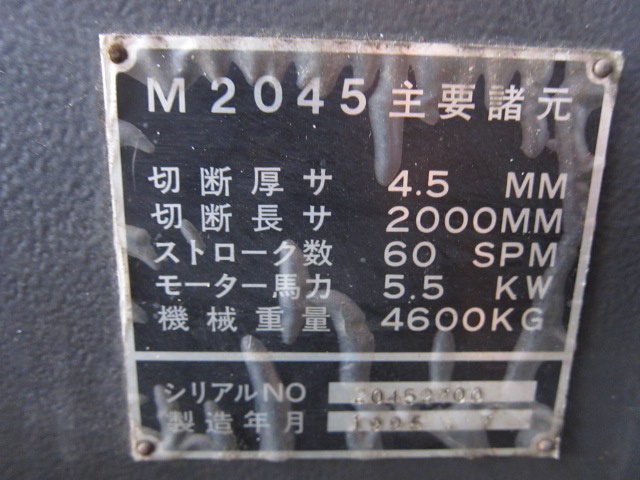 M2045 主要諸元
切断厚サ 4.5 MM
切断長サ 2000MM
ストローク数 60 SPM
モーター馬力 5.5 KW
機械重量 4600KG
シリアルNO
製造年月